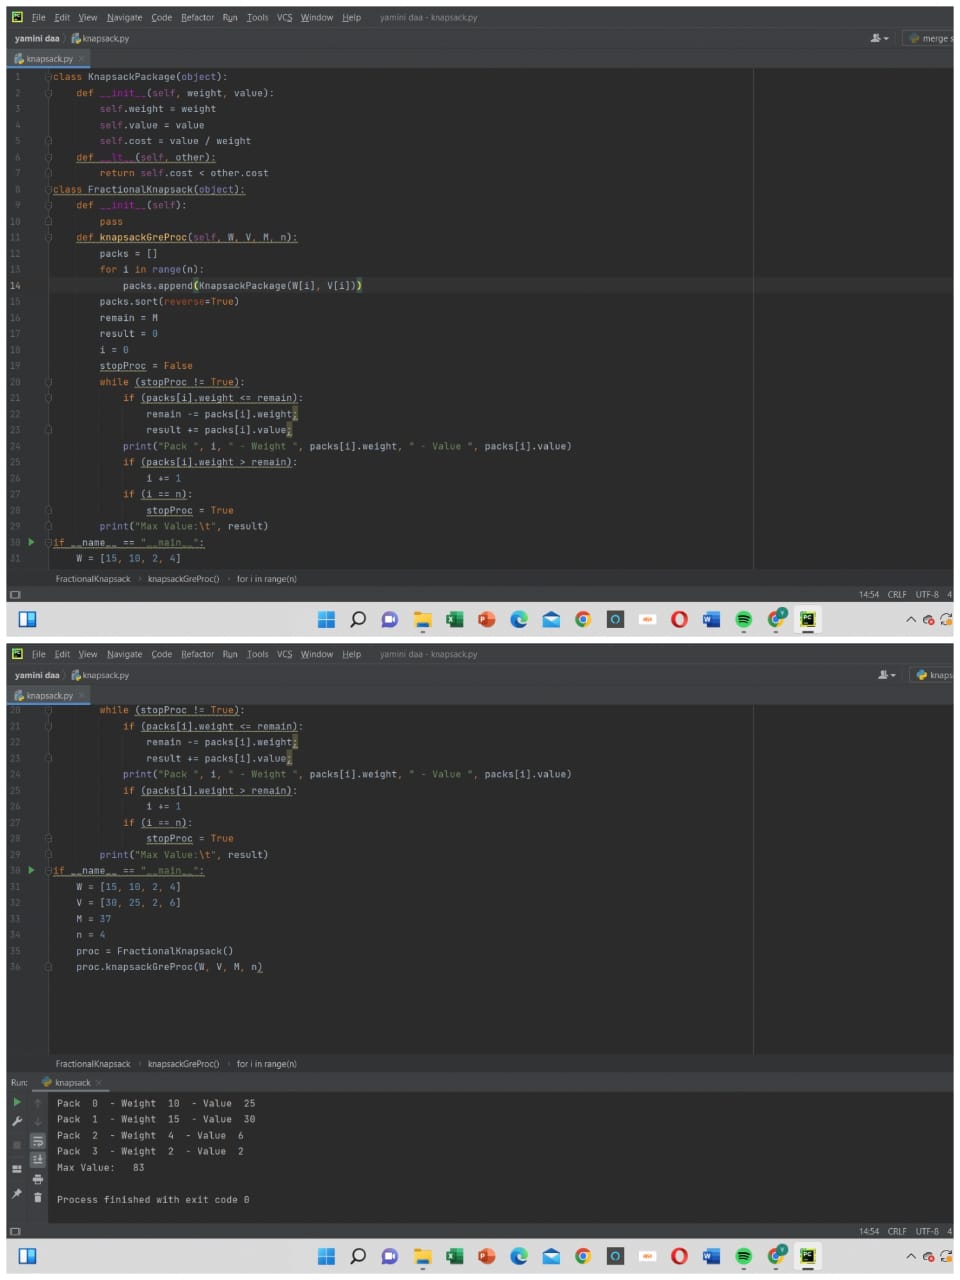 File Edit View Navigate Code Refactor Run Tools VCS Window Help yamini daa - knapsack.py
yamini daa knapsack.py merge s
knapsack.py
1 class KnapsackPackage(object):
2     def __init__(self, weight, value):
3         self.weight = weight
4         self.value = value
5         self.cost = value / weight
6     def __lt__(self, other):
7         return self.cost < other.cost
8 class FractionalKnapsack(object):
9     def __init__(self):
10         pass
11     def knapsackGreProc(self, W, V, M, n):
12         packs = []
13         for i in range(n):
14             packs.append(KnapsackPackage(W[i], V[i]))
15         packs.sort(reverse=True)
16         remain = M
17         result = 0
18         i = 0
19         stopProc = False
20         while (stopProc != True):
21             if (packs[i].weight <= remain):
22                 remain -= packs[i].weight;
23                 result += packs[i].value;
24             print("Pack ", i, " - Weight ", packs[i].weight, " - Value ", packs[i].value)
25             if (packs[i].weight > remain):
26                 i += 1
27             if (i == n):
28                 stopProc = True
29         print("Max Value:\t", result)
30 if __name__ == "__main__":
31     W = [15, 10, 2, 4]
FractionalKnapsack knapsackGreProc() for i in range(n)
14:54 CRLF UTF-8 4
File Edit View Navigate Code Refactor Run Tools VCS Window Help yamini daa - knapsack.py
yamini daa knapsack.py knaps
knapsack.py
20         while (stopProc != True):
21             if (packs[i].weight <= remain):
22                 remain -= packs[i].weight;
23                 result += packs[i].value;
24             print("Pack ", i, " - Weight ", packs[i].weight, " - Value ", packs[i].value)
25             if (packs[i].weight > remain):
26                 i += 1
27             if (i == n):
28                 stopProc = True
29         print("Max Value:\t", result)
30 if __name__ == "__main__":
31     W = [15, 10, 2, 4]
32     V = [30, 25, 2, 6]
33     M = 37
34     n = 4
35     proc = FractionalKnapsack()
36     proc.knapsackGreProc(W, V, M, n)
FractionalKnapsack knapsackGreProc() for i in range(n)
Run: knapsack
Pack  0  - Weight  10  - Value  25
Pack  1  - Weight  15  - Value  30
Pack  2  - Weight  4  - Value  6
Pack  3  - Weight  2  - Value  2
Max Value:   83
Process finished with exit code 0
14:54 CRLF UTF-8 4